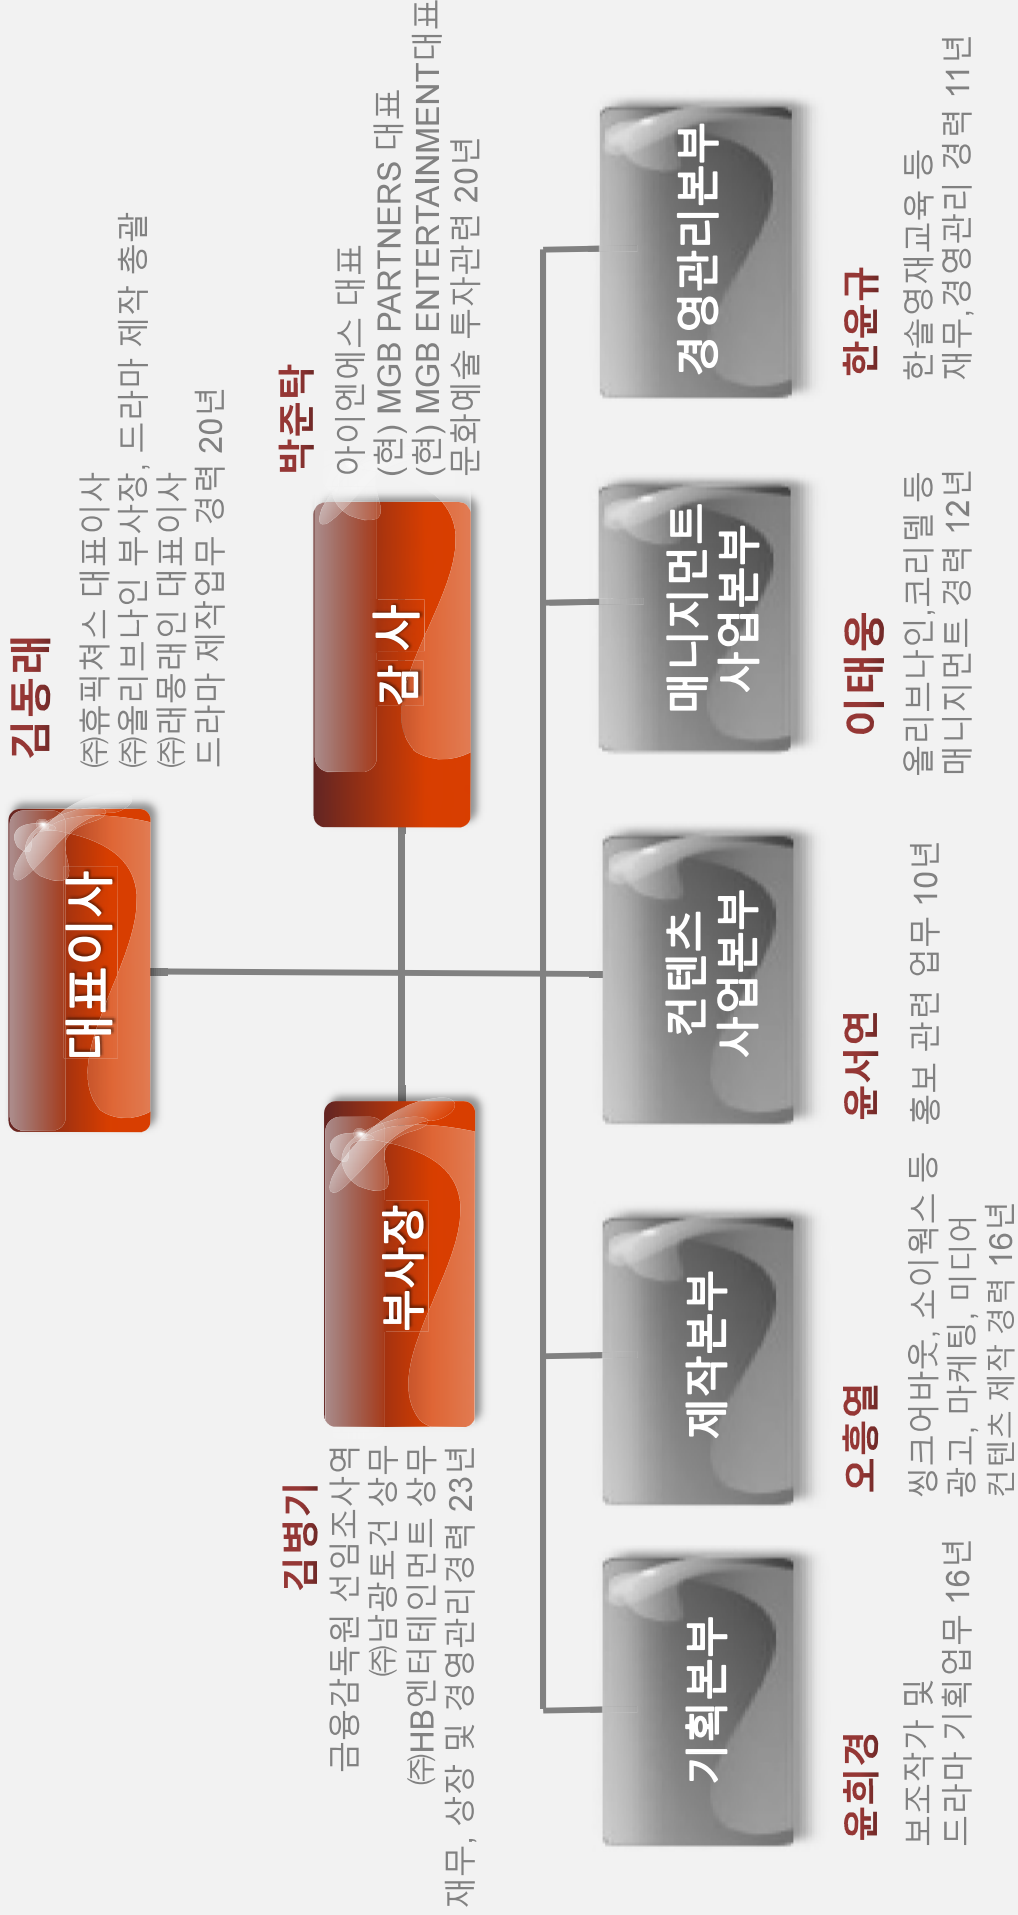 대표이사
김동래
㈜휴픽쳐스 대표이사
㈜올리브나인 부사장, 드라마 제작 총괄
㈜래몽래인 대표이사
드라마 제작업무 경력 20년
부사장
김병기
금융감독원 선임조사역
㈜남광토건 상무
㈜HB엔터테인먼트 상무
재무, 상장 및 경영관리경력 23년
감 사
박준탁
아이엔에스 대표
(현) MGB PARTNERS 대표
(현) MGB ENTERTAINMENT대표
문화예술 투자관련 20년
기획본부
윤희경
보조작가 및
드라마 기획업무 16년
제작본부
오흥열
씽크어바웃, 소이웍스 등
광고, 마케팅, 미디어
컨텐츠 제작 경력 16년
컨텐츠
사업본부
윤서연
홍보 관련 업무 10년
매니지먼트
사업본부
이태웅
올리브나인,코리델 등
매니지먼트 경력 12년
경영관리본부
한윤규
한솔영재교육 등
재무,경영관리 경력 11년